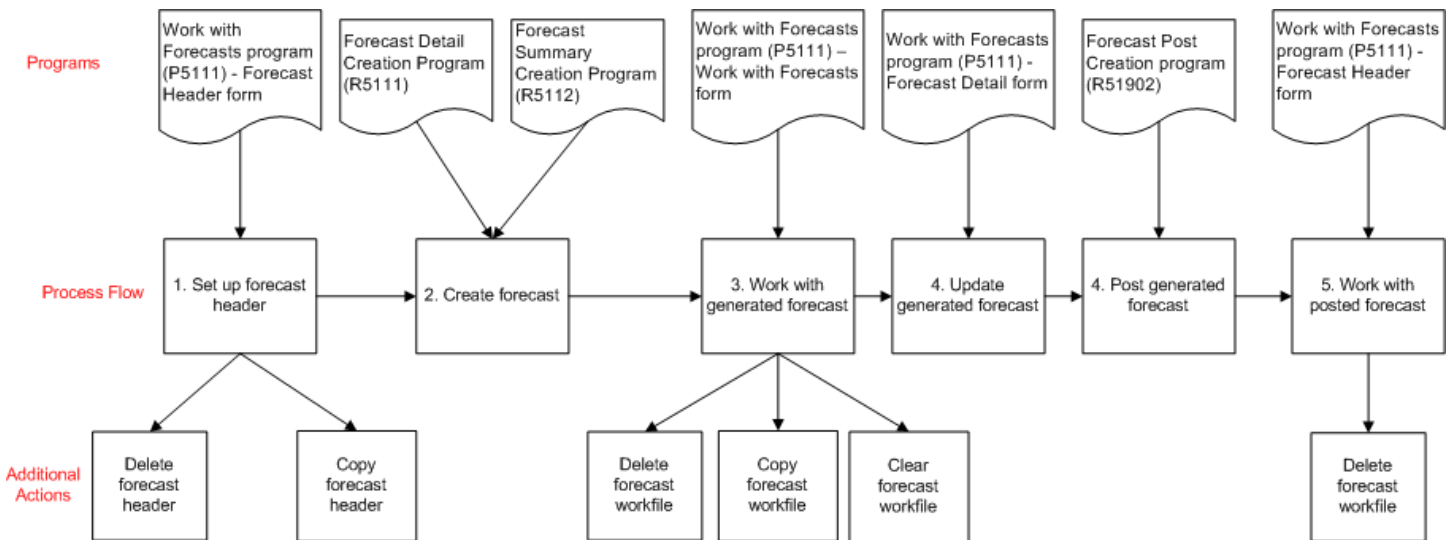 Programs
Work with
Forecasts program
(P5111) - Forecast
Header form
Forecast Detail
Creation Program
(R5111)
Forecast
Summary
Creation Program
(R5112)
Work with Forecasts
program (P5111) –
Work with Forecasts
form
Work with Forecasts
program (P5111) -
Forecast Detail form
Forecast Post
Creation program
(R51902)
Work with Forecasts
program (P5111) -
Forecast Header
form
Process Flow
1. Set up forecast
header
2. Create forecast
3. Work with
generated forecast
4. Update
generated forecast
4. Post generated
forecast
5. Work with
posted forecast
Additional
Actions
Delete
forecast
header
Copy
forecast
header
Delete
forecast
workfile
Copy
forecast
workfile
Clear
forecast
workfile
Delete
forecast
workfile